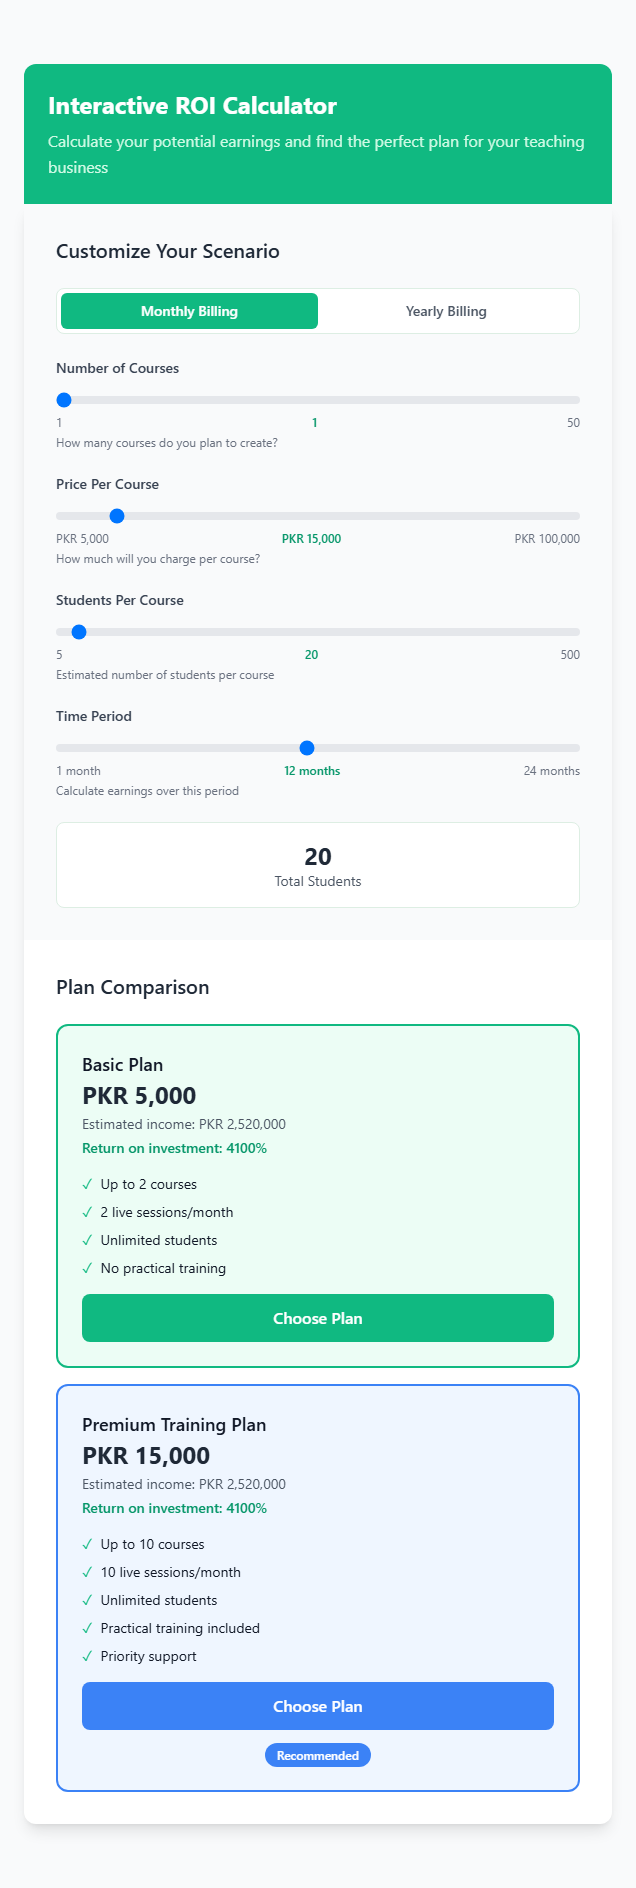 Interactive ROI Calculator
Calculate your potential earnings and find the perfect plan for your teaching
business
Customize Your Scenario
Monthly Billing
Yearly Billing
Number of Courses
1
1
50
How many courses do you plan to create?
Price Per Course
PKR 5,000
PKR 15,000
PKR 100,000
How much will you charge per course?
Students Per Course
5
20
500
Estimated number of students per course
Time Period
1 month
12 months
24 months
Calculate earnings over this period
20
Total Students
Plan Comparison
Basic Plan
PKR 5,000
Estimated income: PKR 2,520,000
Return on investment: 4100%
✓ Up to 2 courses
✓ 2 live sessions/month
✓ Unlimited students
✓ No practical training
Choose Plan
Premium Training Plan
PKR 15,000
Estimated income: PKR 2,520,000
Return on investment: 4100%
✓ Up to 10 courses
✓ 10 live sessions/month
✓ Unlimited students
✓ Practical training included
✓ Priority support
Choose Plan
Recommended